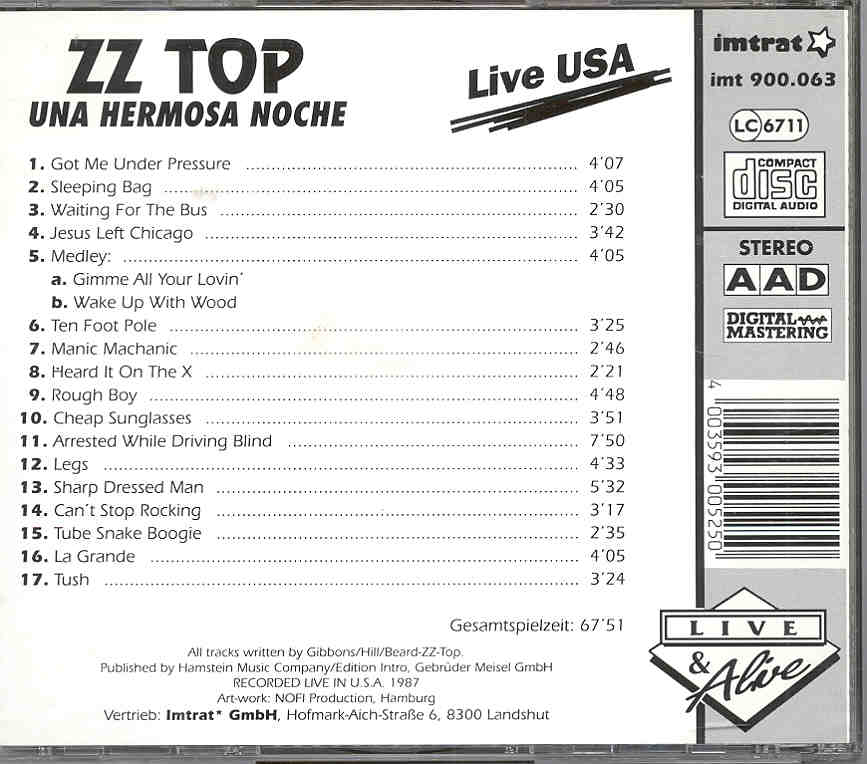 ZZ TOP
UNA HERMOSA NOCHE
Live USA
1. Got Me Under Pressure 4'07
2. Sleeping Bag 4'05
3. Waiting For The Bus 2'30
4. Jesus Left Chicago 3'42
5. Medley: 4'05
a. Gimme All Your Lovin'
b. Wake Up With Wood
6. Ten Foot Pole 3'25
7. Manic Machanic 2'46
8. Heard It On The X 2'21
9. Rough Boy 4'48
10. Cheap Sunglasses 3'51
11. Arrested While Driving Blind 7'50
12. Legs 4'33
13. Sharp Dressed Man 5'32
14. Can't Stop Rocking 3'17
15. Tube Snake Boogie 2'35
16. La Grande 4'05
17. Tush 3'24
Gesamtspielzeit: 67'51
All tracks written by Gibbons/Hill/Beard-ZZ-Top.
Published by Hamstein Music Company/Edition Intro, Gebrüder Meisel GmbH
RECORDED LIVE IN U.S.A. 1987
Art-work: NOFI Production, Hamburg
Vertrieb: Imtrat* GmbH, Hofmark-Aich-Straße 6, 8300 Landshut
imtrat
imt 900.063
LC 6711
COMPACT
disc
DIGITAL AUDIO
STEREO
AAD
DIGITAL
MASTERING
4 003593 005250
LIVE
& Alive